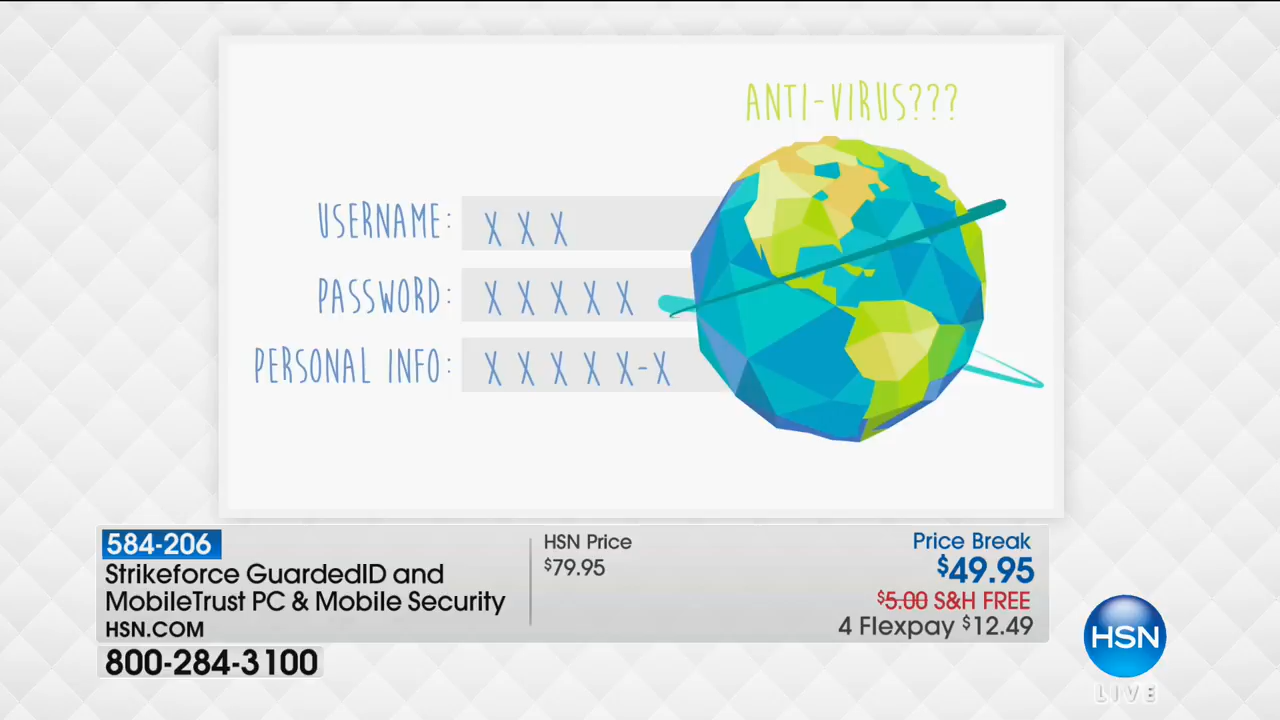 ANTI-VIRUS???
USERNAME: X X X
PASSWORD: X X X X X
PERSONAL INFO: X X X X X-X
584-206
Strikeforce GuardedID and
MobileTrust PC & Mobile Security
HSN.COM
800-284-3100
HSN Price
$79.95
Price Break
$49.95
$5.00 S&H FREE
4 Flexpay $12.49
HSN
LIVE